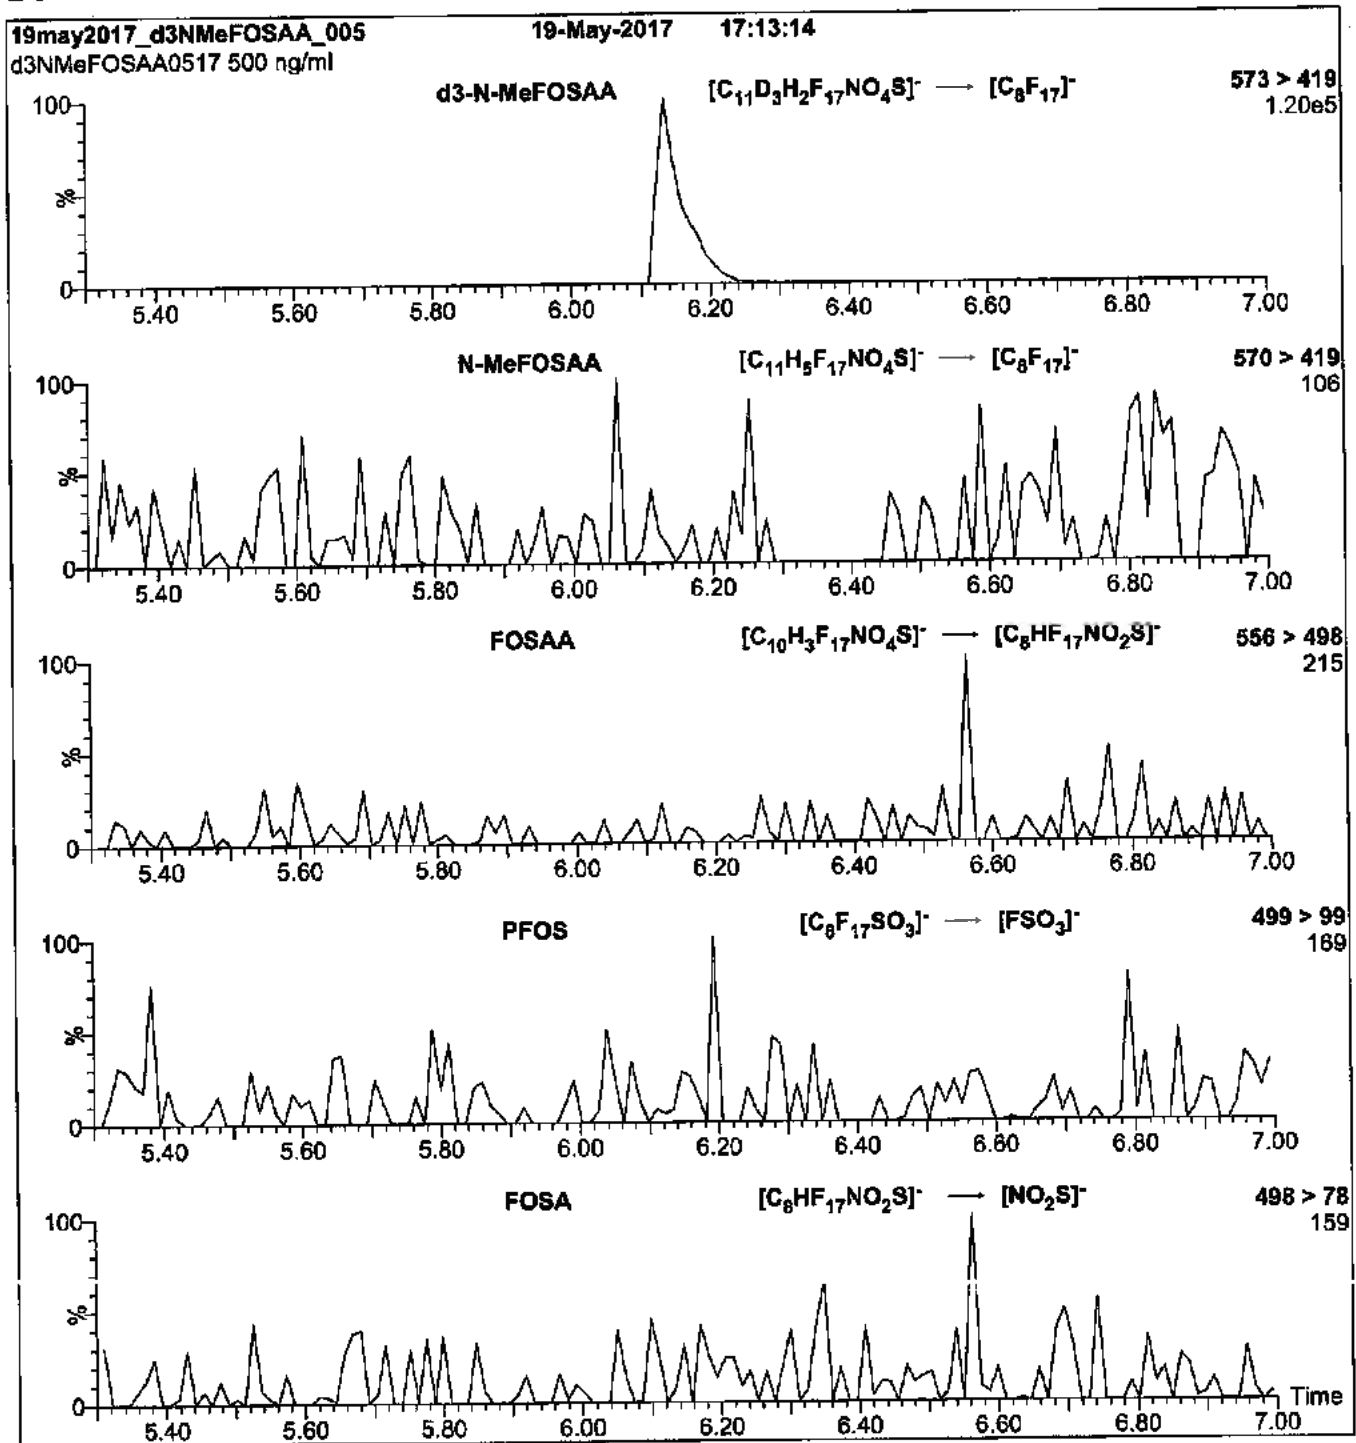 19may2017_d3NMeFOSAA_005 19-May-2017 17:13:14
d3NMeFOSAA0517 500 ng/ml
d3-N-MeFOSAA [C₁₁D₃H₂F₁₇NO₄S]⁻ → [C₈F₁₇]⁻ 573 > 419
1.20e5
100
%
0
5.40 5.60 5.80 6.00 6.20 6.40 6.60 6.80 7.00
N-MeFOSAA [C₁₁H₅F₁₇NO₄S]⁻ → [C₈F₁₇]⁻ 570 > 419
106
100
%
0
5.40 5.60 5.80 6.00 6.20 6.40 6.60 6.80 7.00
FOSAA [C₁₀H₃F₁₇NO₄S]⁻ → [C₈HF₁₇NO₂S]⁻ 556 > 498
215
100
%
0
5.40 5.60 5.80 6.00 6.20 6.40 6.60 6.80 7.00
PFOS [C₈F₁₇SO₃]⁻ → [FSO₃]⁻ 499 > 99
169
100
%
0
5.40 5.60 5.80 6.00 6.20 6.40 6.60 6.80 7.00
FOSA [C₈HF₁₇NO₂S]⁻ → [NO₂S]⁻ 498 > 78
159
100
%
0
Time
5.40 5.60 5.80 6.00 6.20 6.40 6.60 6.80 7.00